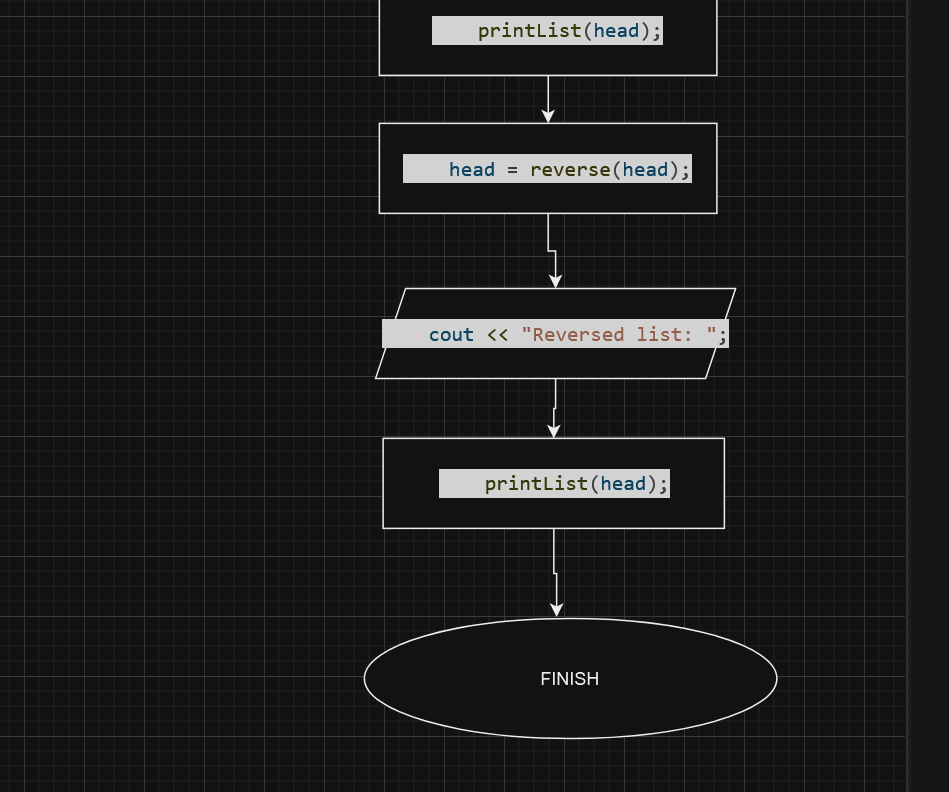 printList(head);
head = reverse(head);
cout << "Reversed list: ";
printList(head);
FINISH